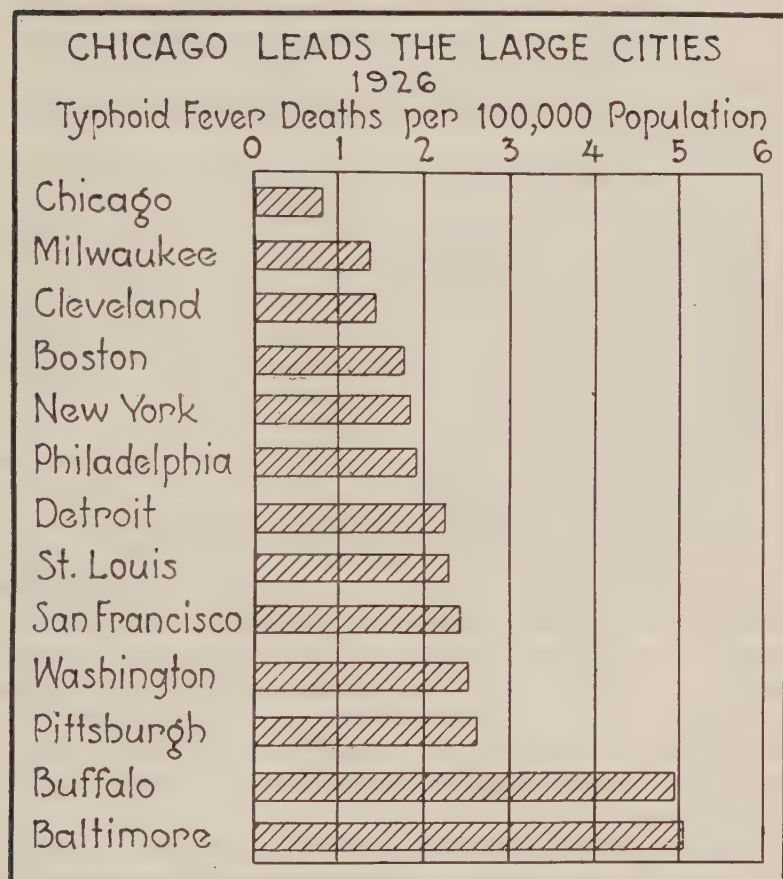 CHICAGO LEADS THE LARGE CITIES
1926
Typhoid Fever Deaths per 100,000 Population
0 1 2 3 4 5 6
Chicago
Milwaukee
Cleveland
Boston
New York
Philadelphia
Detroit
St. Louis
San Francisco
Washington
Pittsburgh
Buffalo
Baltimore